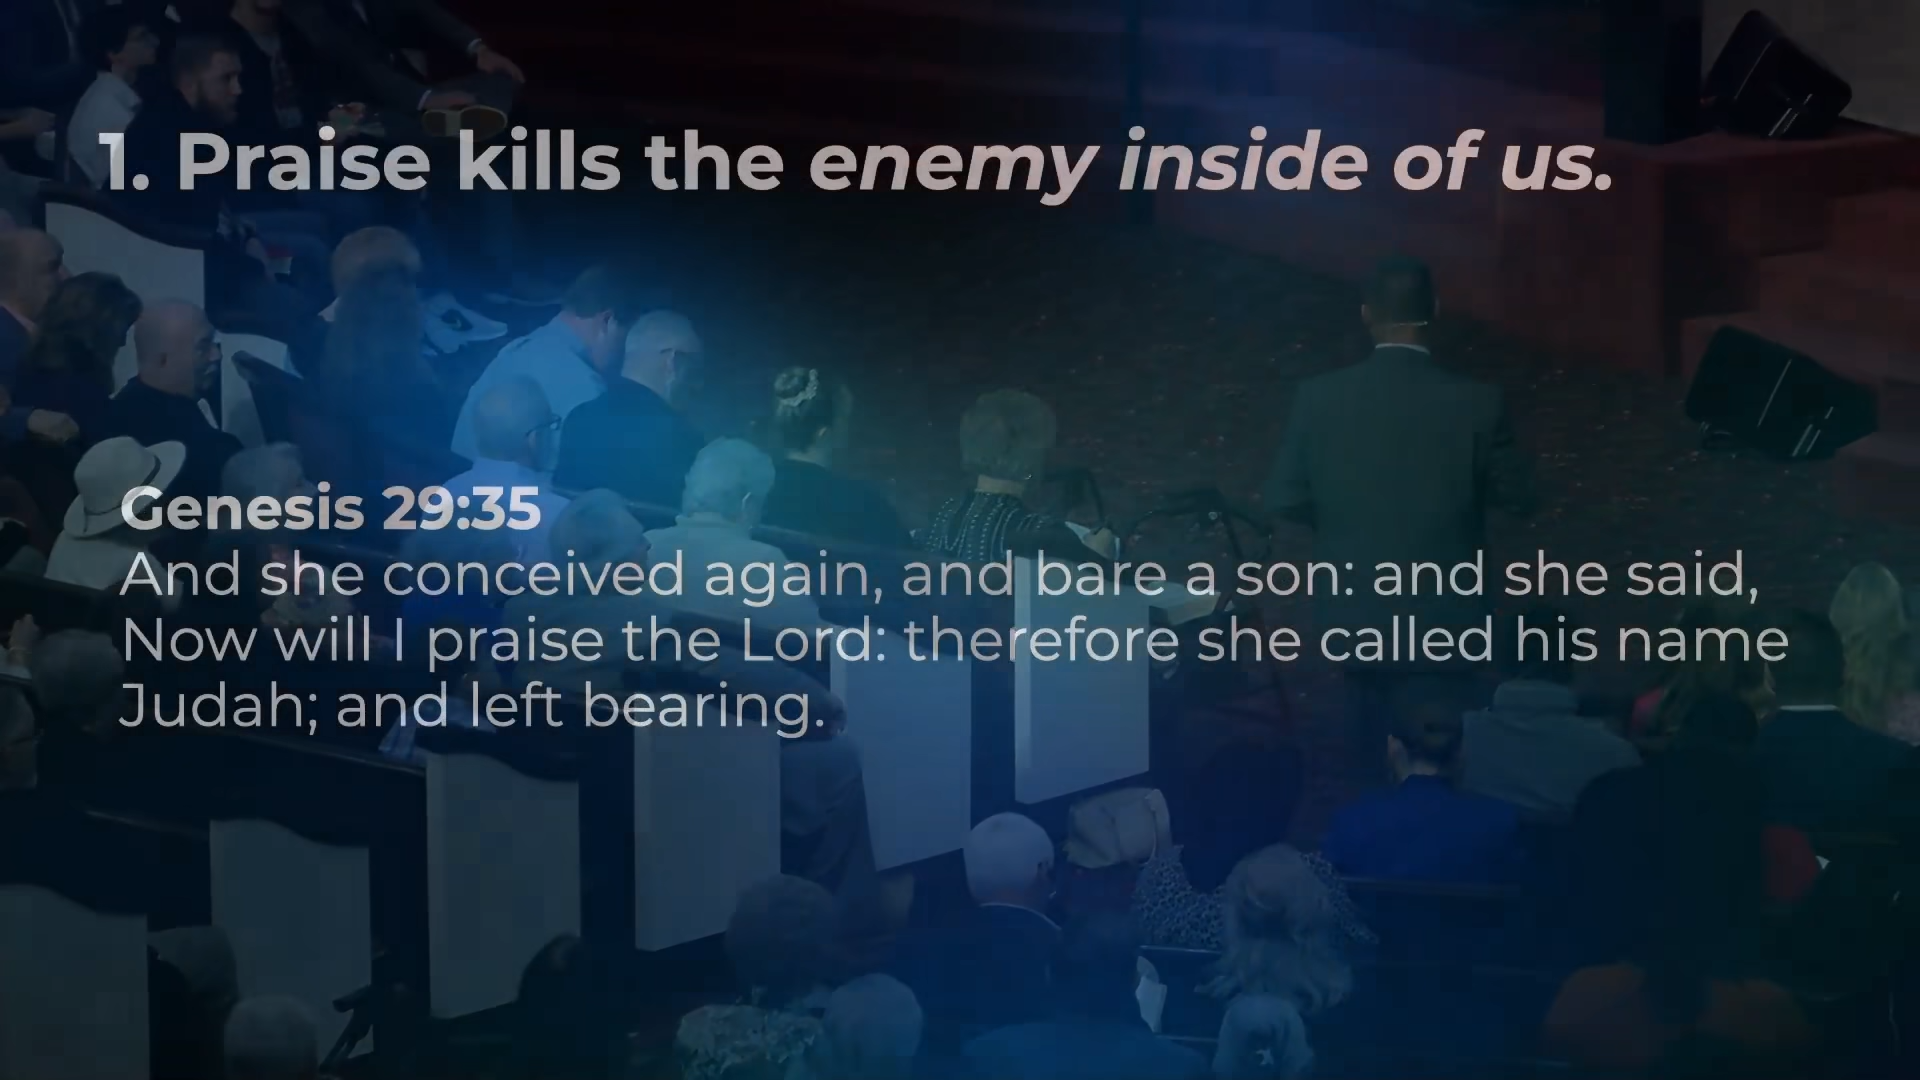 1. Praise kills the enemy inside of us.
Genesis 29:35
And she conceived again, and bare a son: and she said,
Now will I praise the Lord: therefore she called his name
Judah; and left bearing.